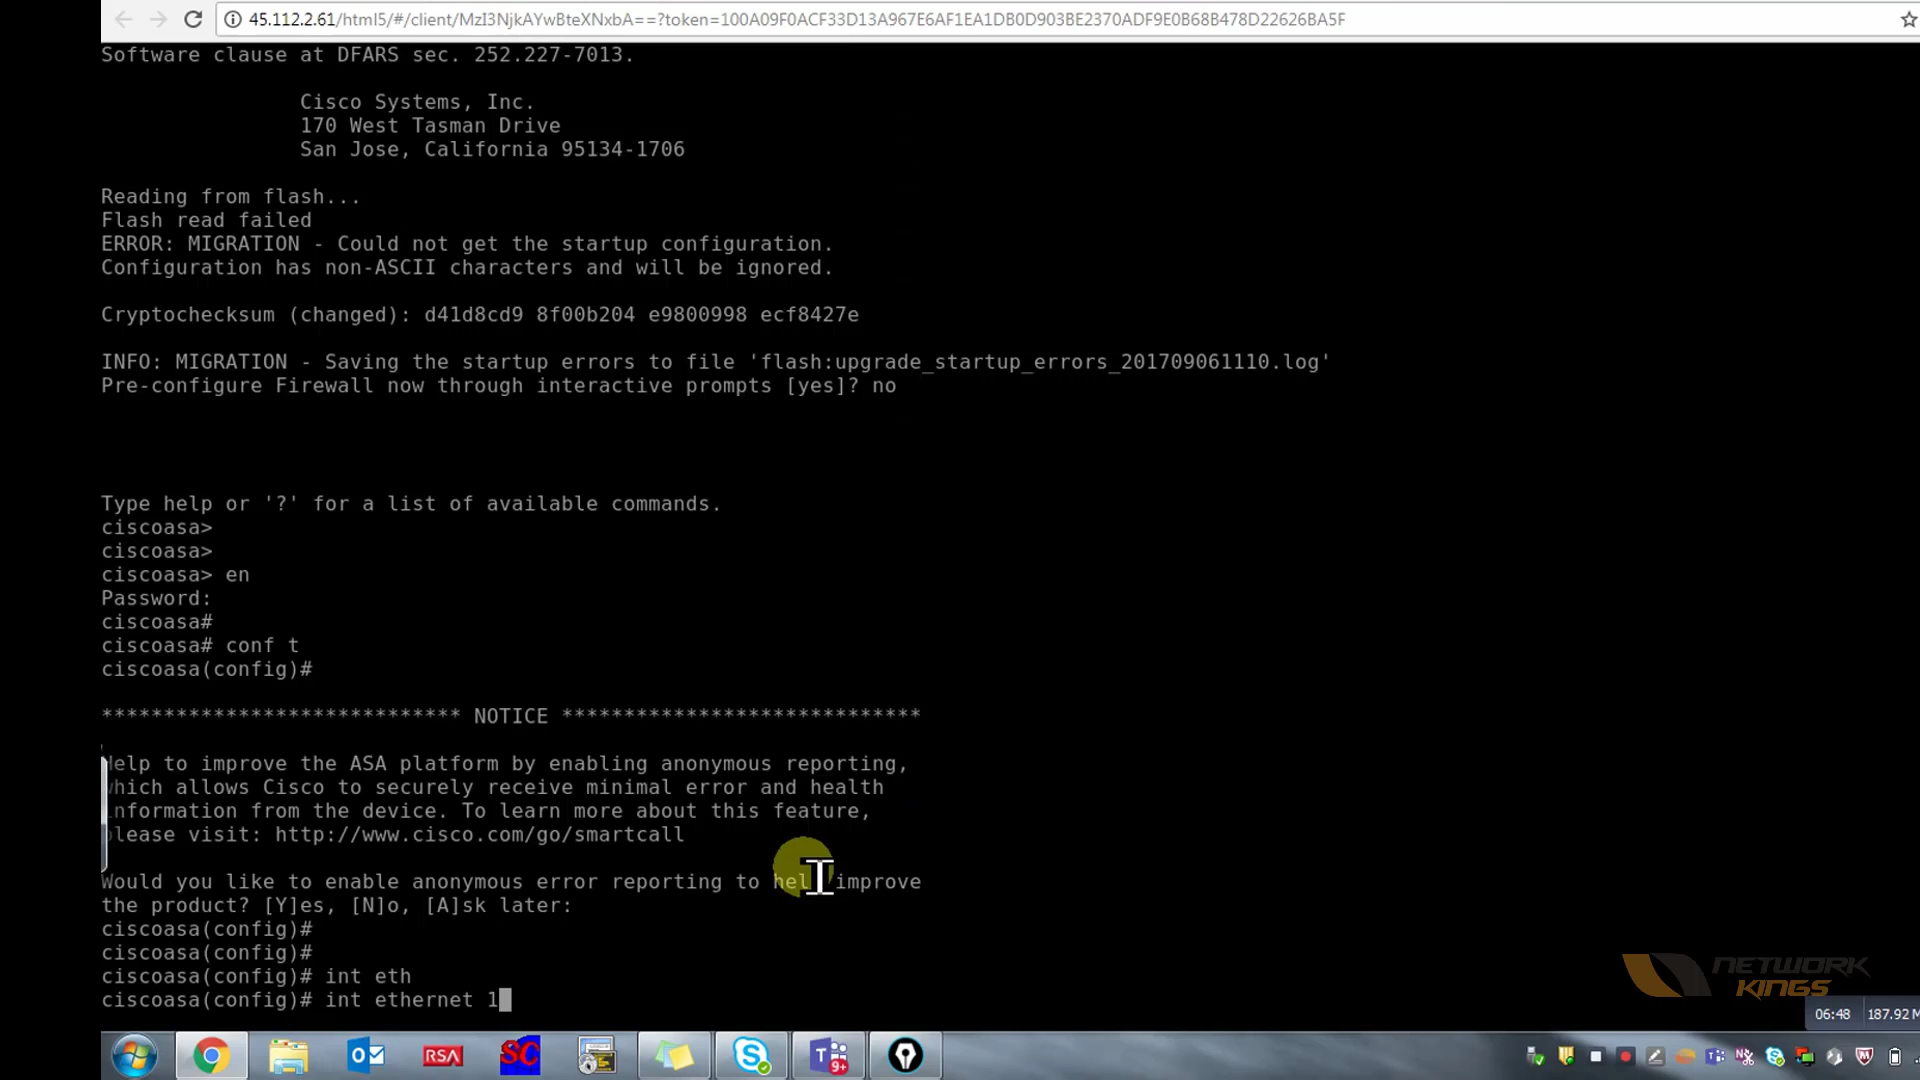 45.112.2.61/html5/#/client/MzI3NjkAYwBteXNxbA==?token=100A09F0ACF33D13A967E6AF1EA1DB0D903BE2370ADF9E0B68B478D22626BA5F
Software clause at DFARS sec. 252.227-7013.
Cisco Systems, Inc.
170 West Tasman Drive
San Jose, California 95134-1706
Reading from flash...
Flash read failed
ERROR: MIGRATION - Could not get the startup configuration.
Configuration has non-ASCII characters and will be ignored.
Cryptochecksum (changed): d41d8cd9 8f00b204 e9800998 ecf8427e
INFO: MIGRATION - Saving the startup errors to file 'flash:upgrade_startup_errors_201709061110.log'
Pre-configure Firewall now through interactive prompts [yes]? no
Type help or '?' for a list of available commands.
ciscoasa>
ciscoasa>
ciscoasa> en
Password:
ciscoasa#
ciscoasa# conf t
ciscoasa(config)#
***************************** NOTICE *****************************
Help to improve the ASA platform by enabling anonymous reporting,
which allows Cisco to securely receive minimal error and health
information from the device. To learn more about this feature,
please visit: http://www.cisco.com/go/smartcall
Would you like to enable anonymous error reporting to help improve
the product? [Y]es, [N]o, [A]sk later:
ciscoasa(config)#
ciscoasa(config)#
ciscoasa(config)# int eth
ciscoasa(config)# int ethernet 1
NETWORK
KINGS
06:48 187.92 M
RSA
SC
9+